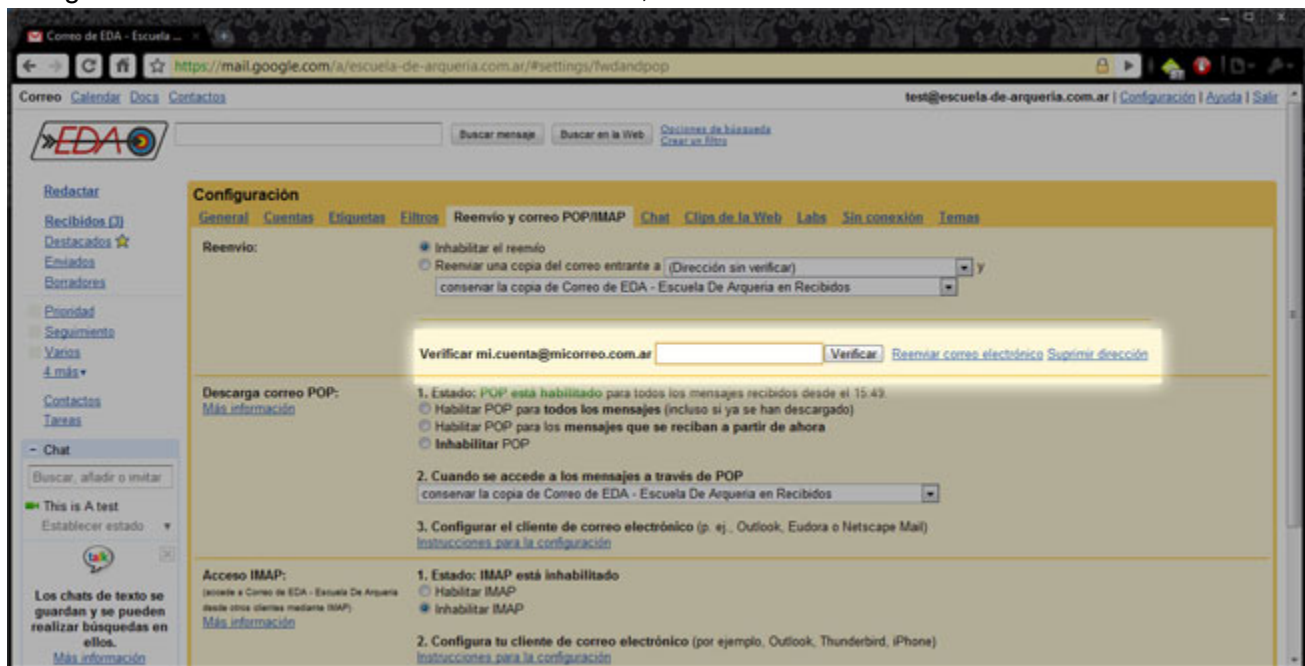 Correo de EDA - Escuela ...
https://mail.google.com/a/escuela-de-arqueria.com.ar/#settings/fwdandpop
Correo Calendar Docs Contactos
test@escuela-de-arqueria.com.ar | Configuración | Ayuda | Salir
EDA
Buscar mensaje Buscar en la Web Opciones de búsqueda
Crear un filtro
Redactar
Recibidos (3)
Destacados
Enviados
Borradores
Prioridad
Seguimiento
Varios
4 más▾
Contactos
Tareas
− Chat
Buscar, añadir o invitar
This is A test
Establecer estado
talk
Los chats de texto se
guardan y se pueden
realizar búsquedas en
ellos.
Más información
Configuración
General Cuentas Etiquetas Filtros Reenvío y correo POP/IMAP Chat Clips de la Web Labs Sin conexión Temas
Reenvío:
Inhabilitar el reenvío
Reenviar una copia del correo entrante a (Dirección sin verificar) y
conservar la copia de Correo de EDA - Escuela De Arqueria en Recibidos
Verificar mi.cuenta@micorreo.com.ar Verificar Reenviar correo electrónico Suprimir dirección
Descarga correo POP:
Más información
1. Estado: POP está habilitado para todos los mensajes recibidos desde el 15:49.
Habilitar POP para todos los mensajes (incluso si ya se han descargado)
Habilitar POP para los mensajes que se reciban a partir de ahora
Inhabilitar POP
2. Cuando se accede a los mensajes a través de POP
conservar la copia de Correo de EDA - Escuela De Arqueria en Recibidos
3. Configurar el cliente de correo electrónico (p. ej., Outlook, Eudora o Netscape Mail)
Instrucciones para la configuración
Acceso IMAP:
(accede a Correo de EDA - Escuela De Arqueria
desde otros clientes mediante IMAP)
Más información
1. Estado: IMAP está inhabilitado
Habilitar IMAP
Inhabilitar IMAP
2. Configura tu cliente de correo electrónico (por ejemplo, Outlook, Thunderbird, iPhone)
Instrucciones para la configuración